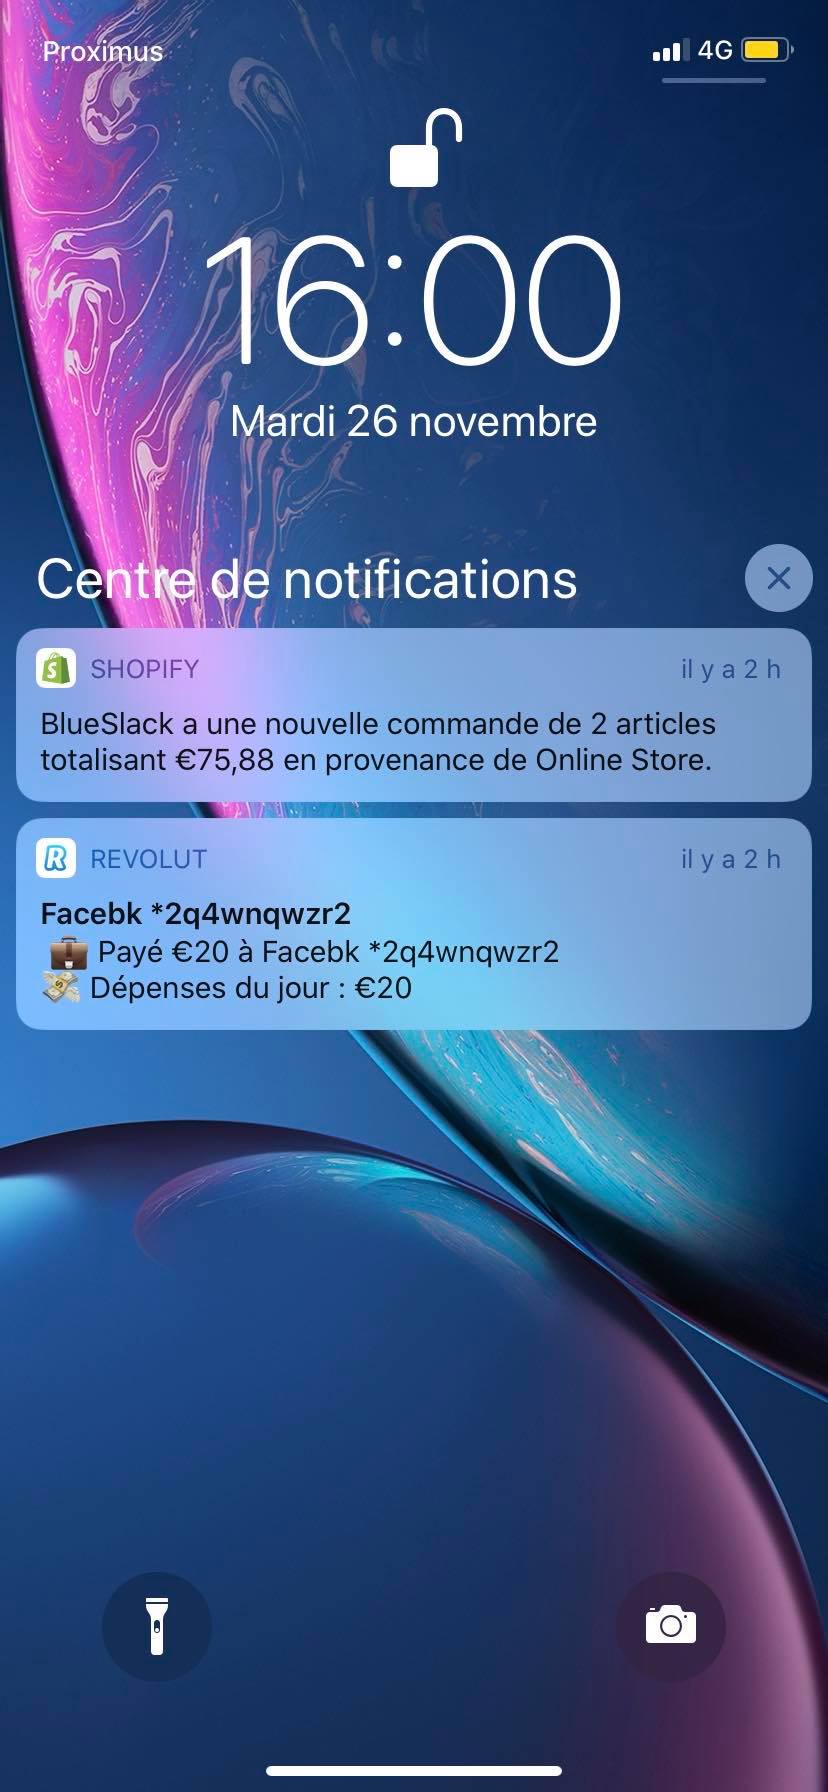 Proximus
4G
16:00
Mardi 26 novembre
Centre de notifications
SHOPIFY
il y a 2 h
BlueSlack a une nouvelle commande de 2 articles
totalisant €75,88 en provenance de Online Store.
REVOLUT
il y a 2 h
Facebk *2q4wnqwzr2
💼 Payé €20 à Facebk *2q4wnqwzr2
💸 Dépenses du jour : €20